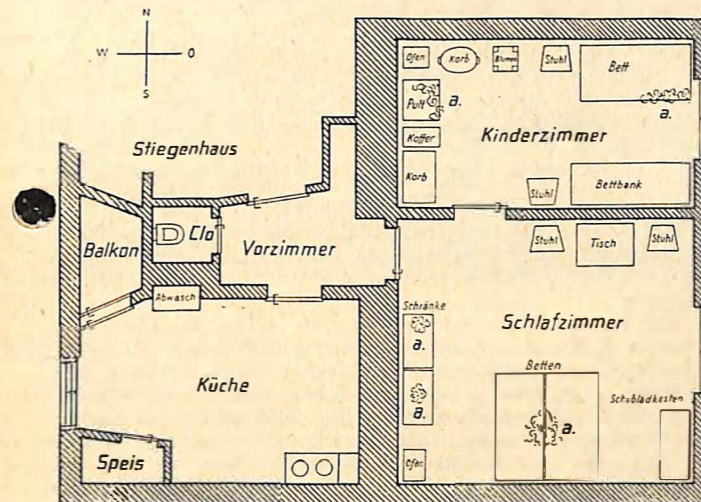 N
W O
S
Stiegenhaus
Ofen
Korb
Blumen
Stuhl
Bett
Pult
a.
a.
Koffer
Kinderzimmer
Korb
Stuhl
Bettbank
Balkon
Clo
Vorzimmer
Stuhl
Tisch
Stuhl
Abwasch
Schränke
a.
Schlafzimmer
Küche
Betten
a.
a.
Schubladkasten
Speis
Ofen